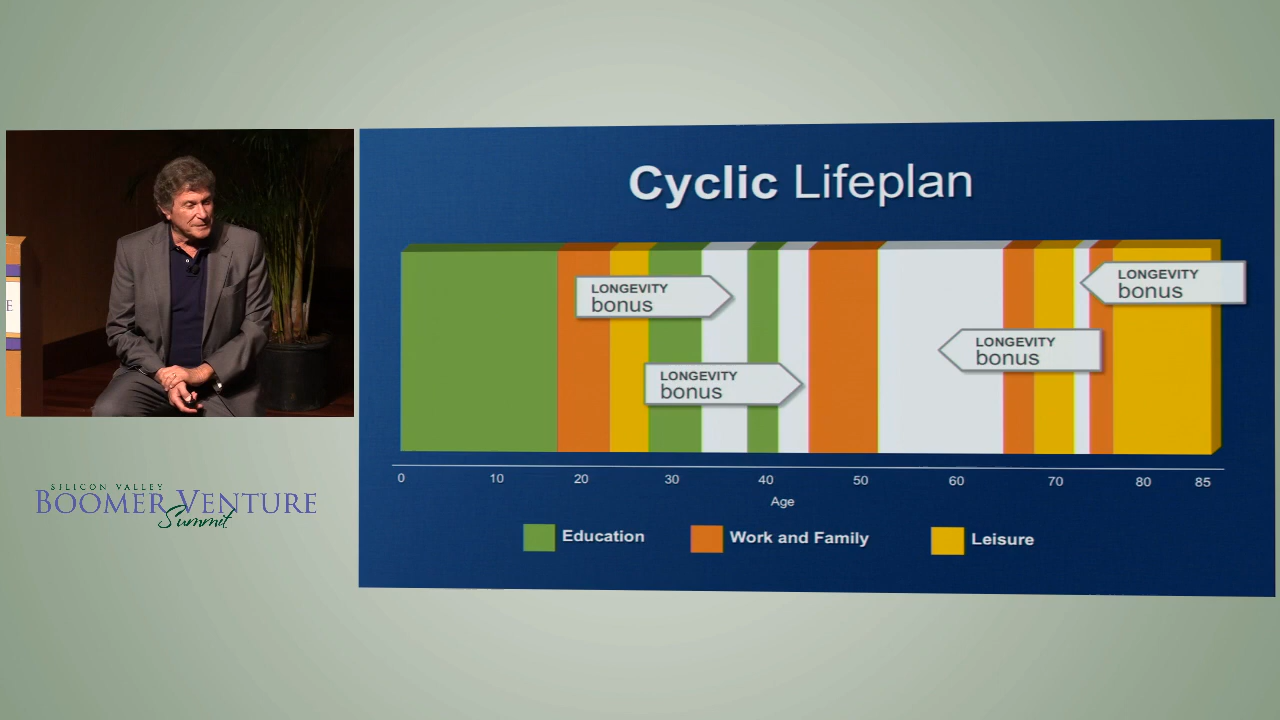 E
SILICON VALLEY
BOOMER VENTURE
Summit
Cyclic Lifeplan
LONGEVITY
bonus
LONGEVITY
bonus
LONGEVITY
bonus
LONGEVITY
bonus
0 10 20 30 40 50 60 70 80 85
Age
Education Work and Family Leisure